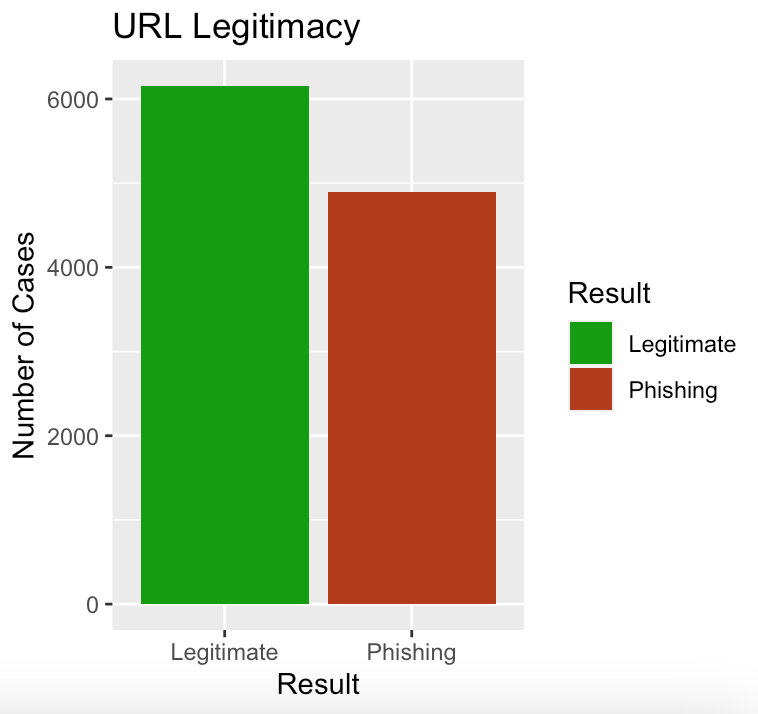 URL Legitimacy
6000
4000
2000
0
Number of Cases
Legitimate
Phishing
Result
Result
Legitimate
Phishing